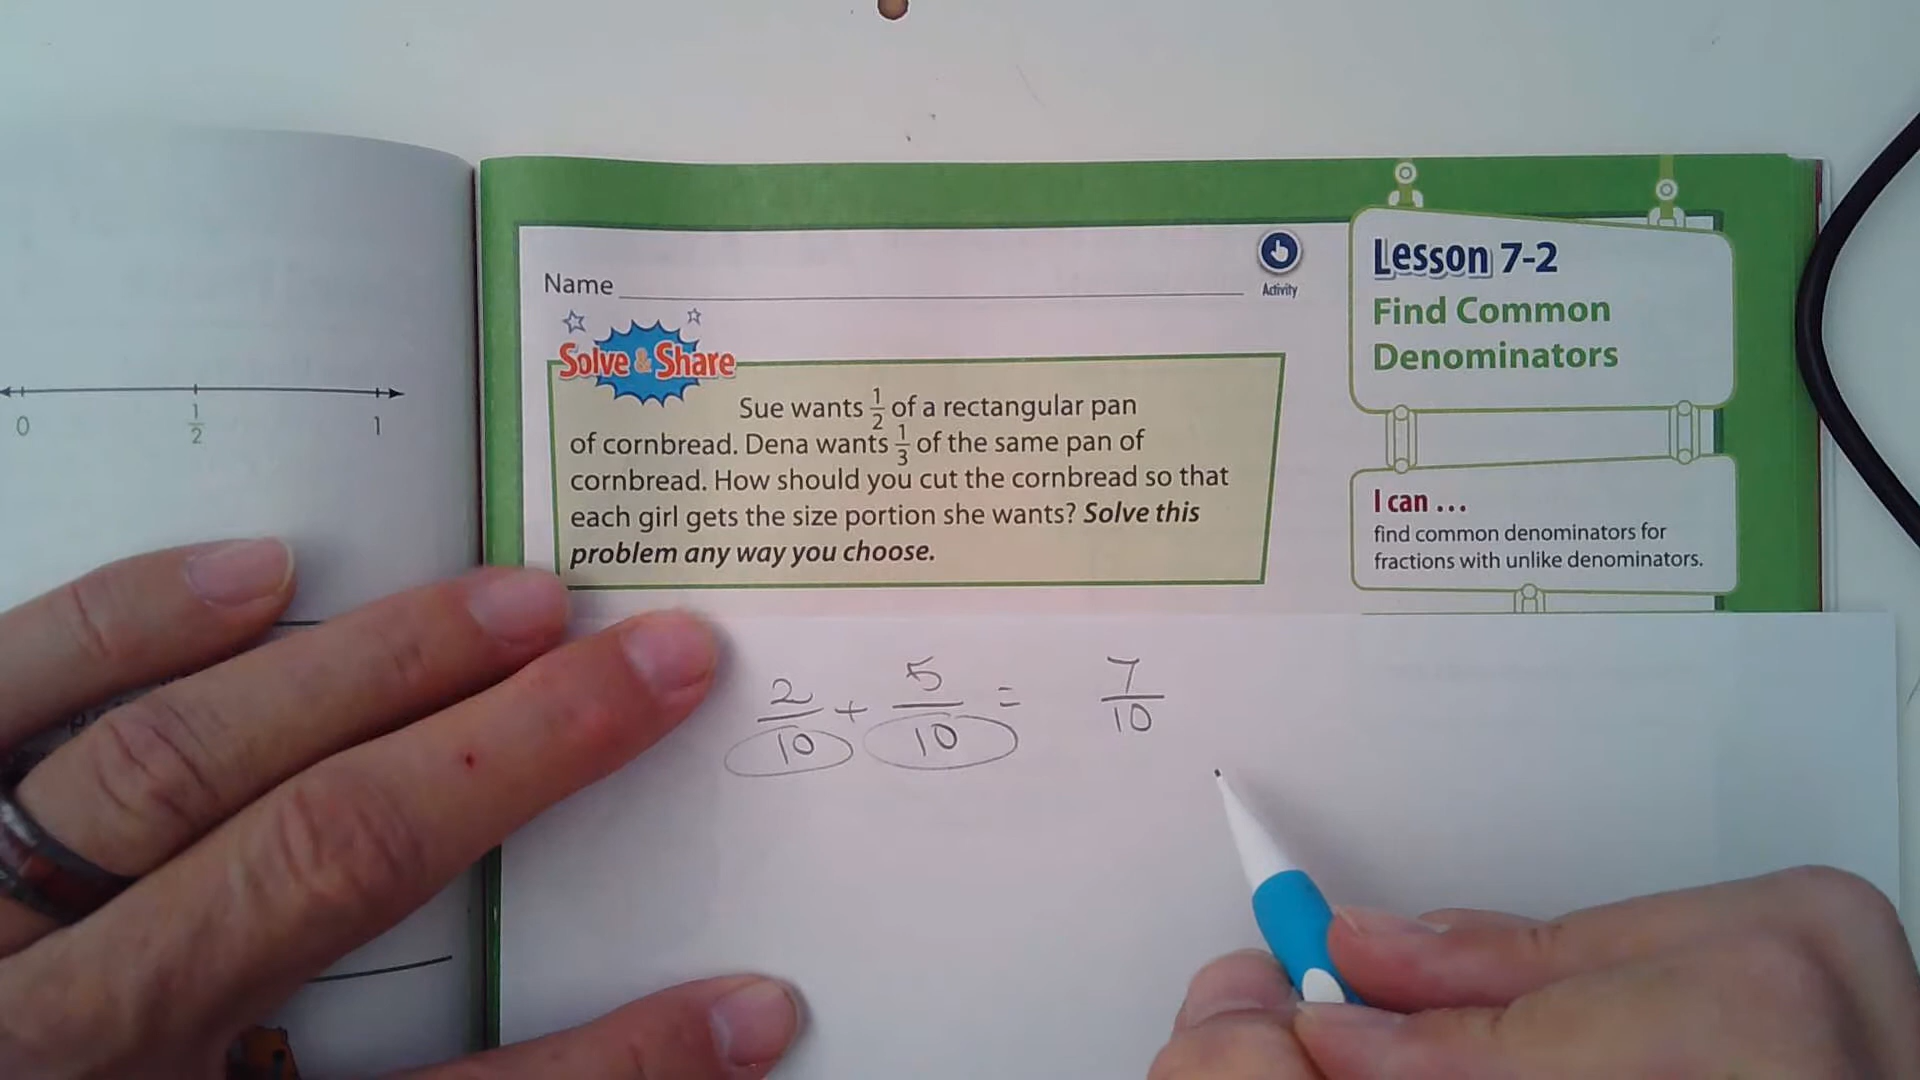 0 1/2 1
Name
Activity
Solve & Share
Sue wants 1/2 of a rectangular pan
of cornbread. Dena wants 1/3 of the same pan of
cornbread. How should you cut the cornbread so that
each girl gets the size portion she wants? Solve this
problem any way you choose.
Lesson 7-2
Find Common
Denominators
I can ...
find common denominators for
fractions with unlike denominators.
2/10 + 5/10 = 7/10